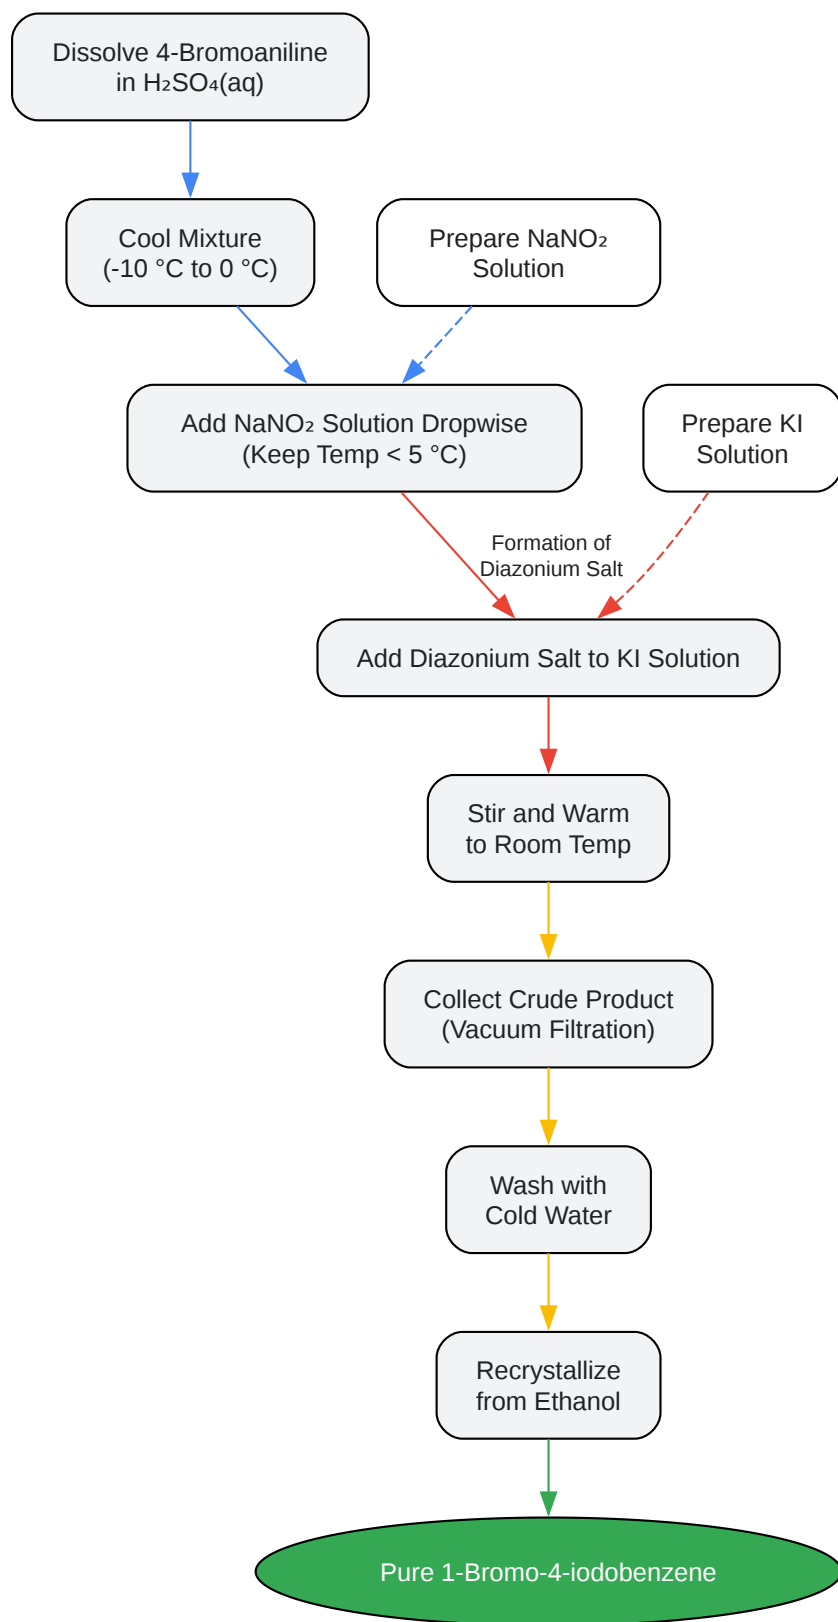 Dissolve 4-Bromoaniline
in H₂SO₄(aq)
Cool Mixture
(-10 °C to 0 °C)
Prepare NaNO₂
Solution
Add NaNO₂ Solution Dropwise
(Keep Temp < 5 °C)
Prepare KI
Solution
Formation of
Diazonium Salt
Add Diazonium Salt to KI Solution
Stir and Warm
to Room Temp
Collect Crude Product
(Vacuum Filtration)
Wash with
Cold Water
Recrystallize
from Ethanol
Pure 1-Bromo-4-iodobenzene